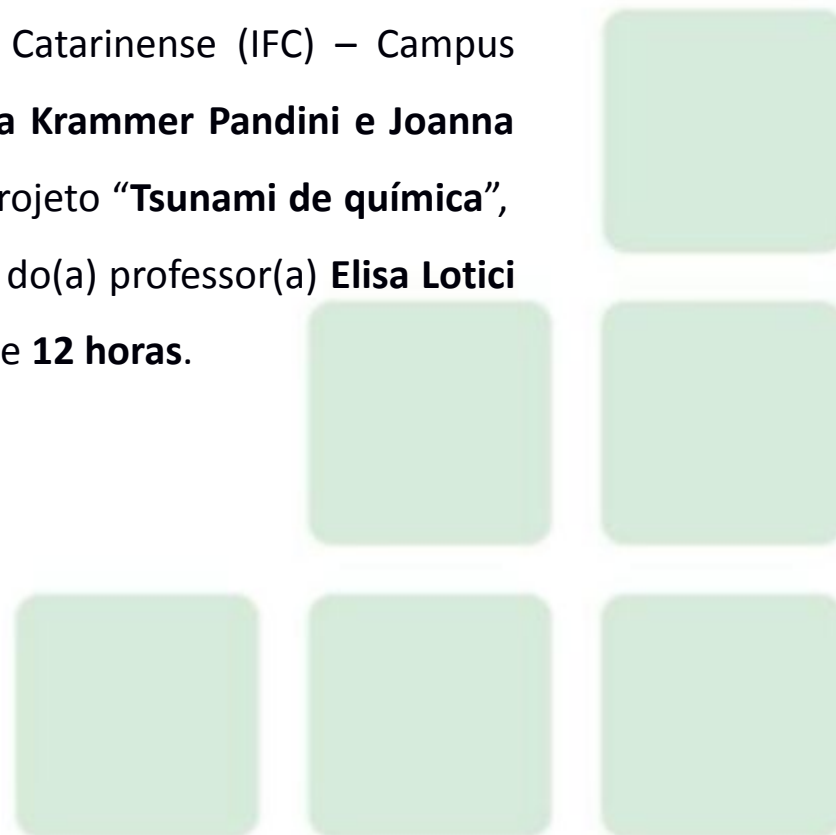 Catarinense (IFC) – Campus
a Krammer Pandini e Joanna
rojeto “Tsunami de química”,
do(a) professor(a) Elisa Lotici
e 12 horas.